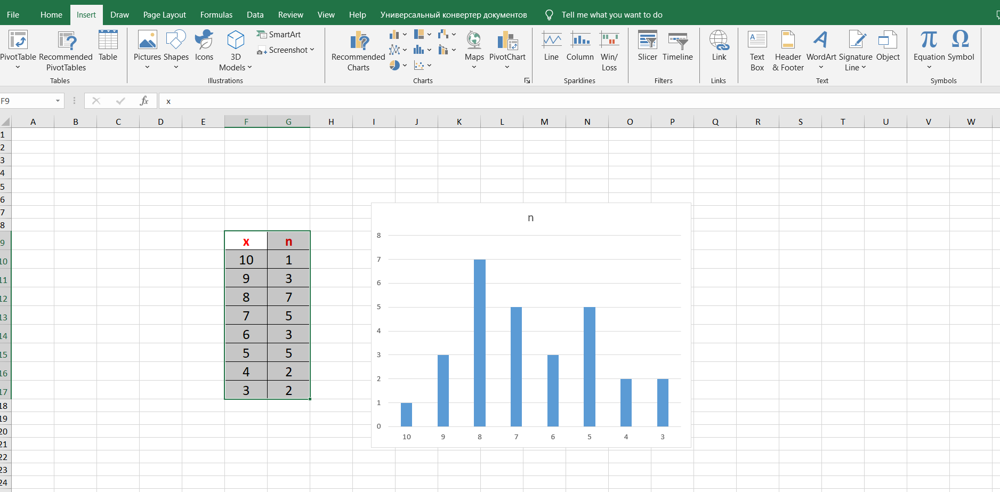 File Home Insert Draw Page Layout Formulas Data Review View Help Универсальный конвертер документов Tell me what you want to do
PivotTable Recommended PivotTables Table
Tables
Pictures Shapes Icons 3D Models SmartArt Screenshot
Illustrations
Recommended Charts Maps PivotChart
Charts
Line Column Win/Loss
Sparklines
Slicer Timeline
Filters
Link
Links
Text Box Header & Footer WordArt Signature Line Object
Text
Equation Symbol
Symbols
F9 fx x
A B C D E F G H I J K L M N O P Q R S T U V W
1
2
3
4
5
6
7
8
9 x n
10 10 1
11 9 3
12 8 7
13 7 5
14 6 3
15 5 5
16 4 2
17 3 2
18
19
20
21
22
23
24
n
8
7
6
5
4
3
2
1
0
10 9 8 7 6 5 4 3